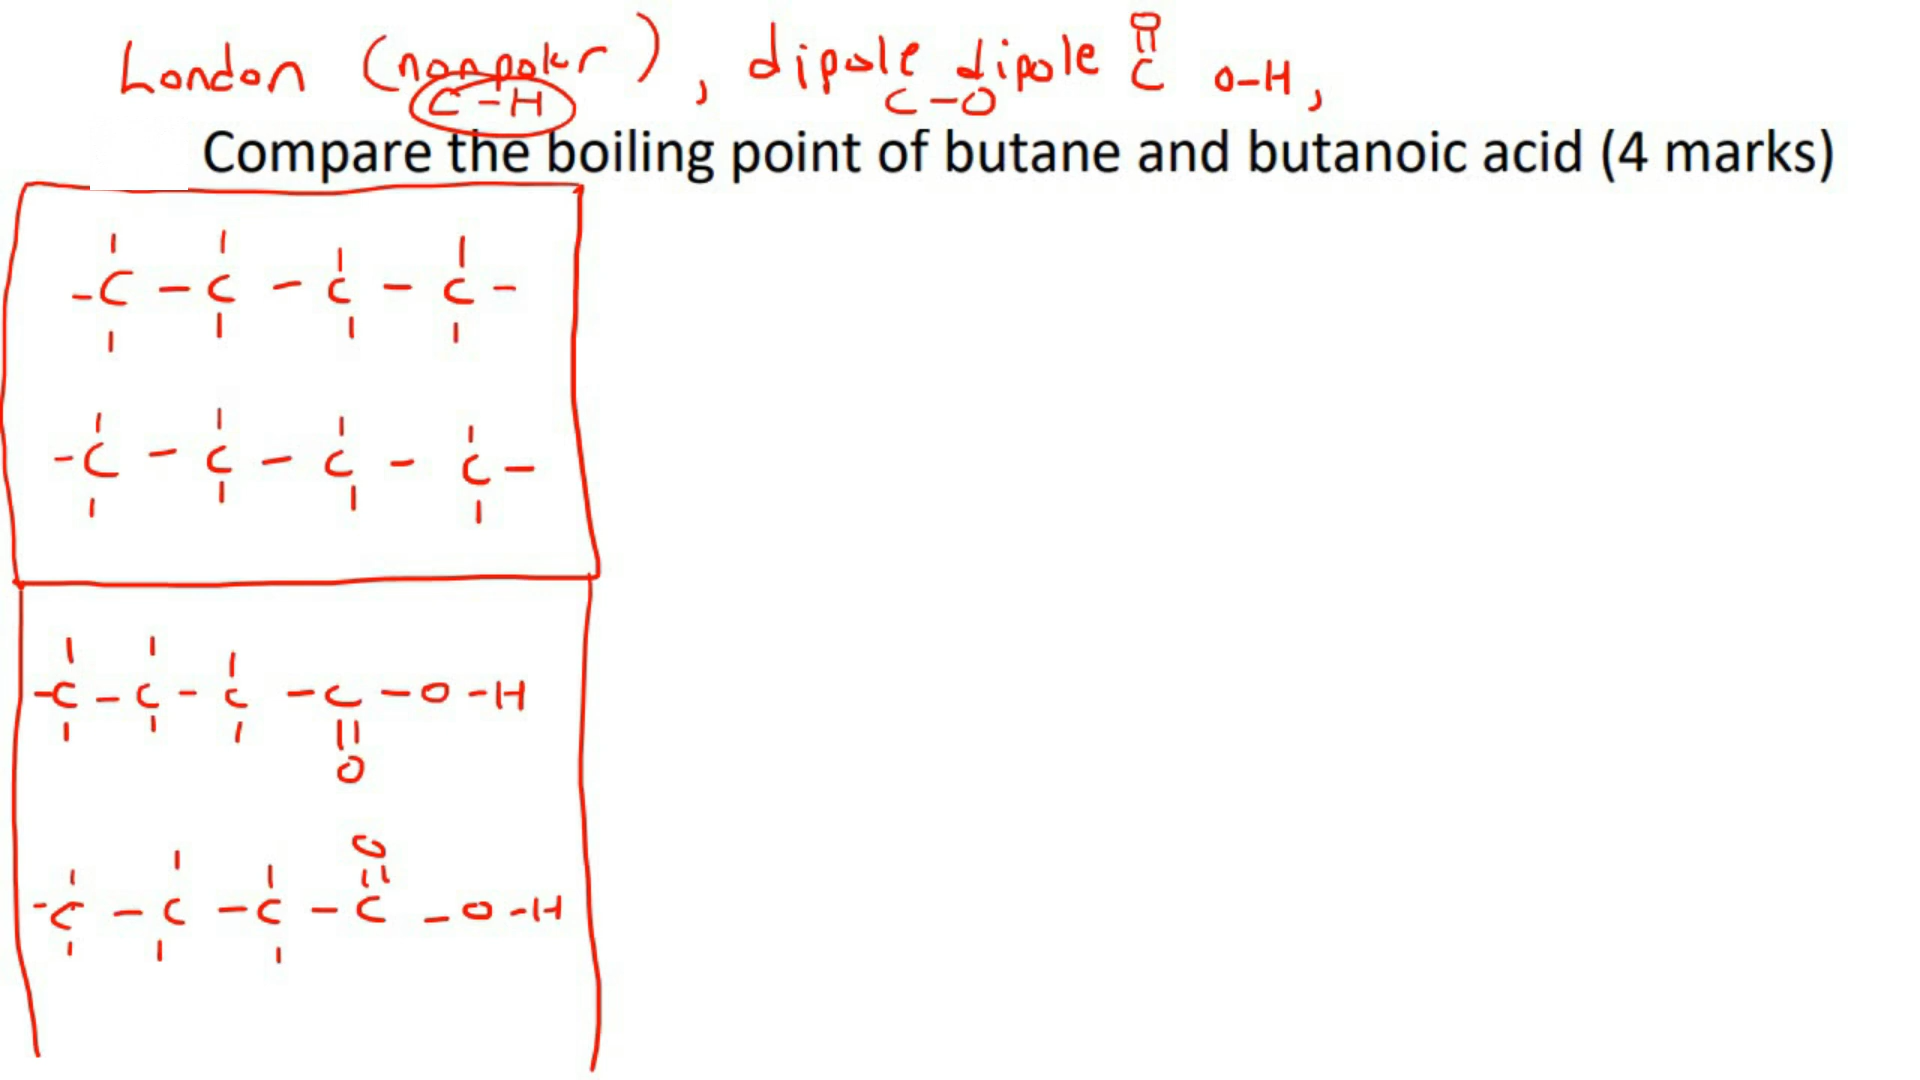 London (nonpolar), dipole dipole O
C-H C-O C O-H,
Compare the boiling point of butane and butanoic acid (4 marks)
-C-C-C-C-
-C-C-C-C-
-C-C-C-C-O-H
O
O
-C-C-C-C-O-H